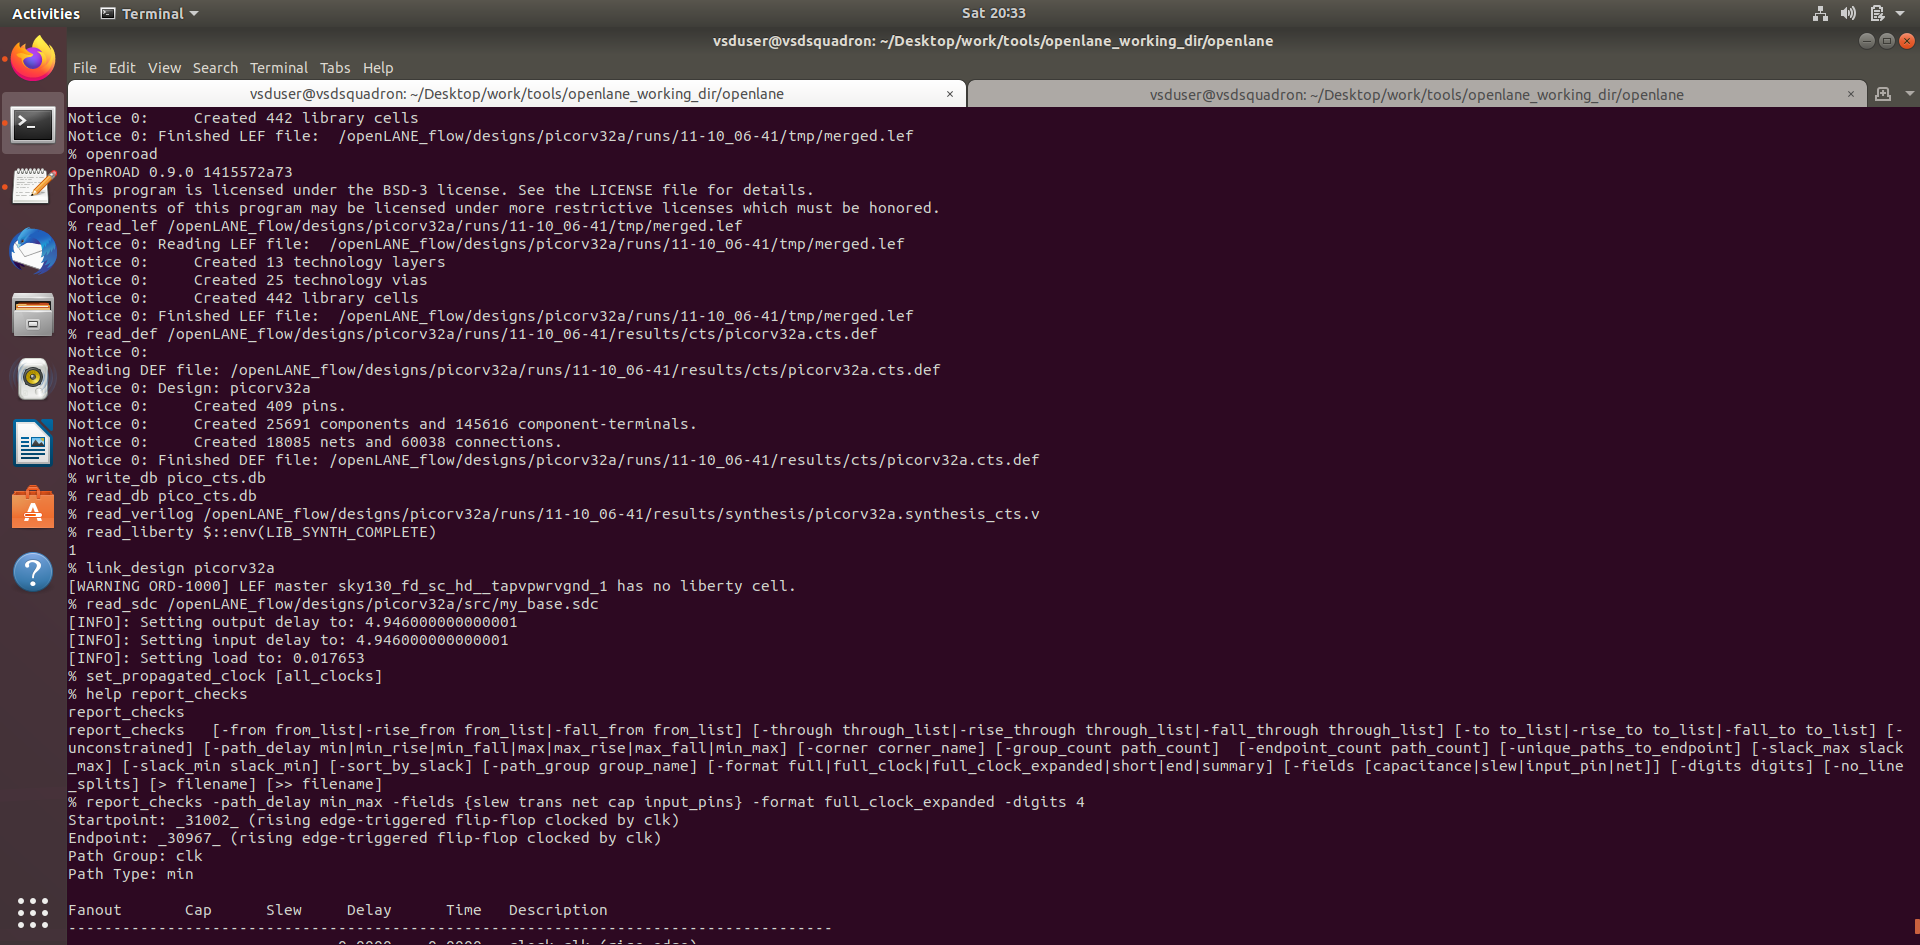 Activities
Terminal
Sat 20:33
vsduser@vsdsquadron: ~/Desktop/work/tools/openlane_working_dir/openlane
File Edit View Search Terminal Tabs Help
vsduser@vsdsquadron: ~/Desktop/work/tools/openlane_working_dir/openlane ×
vsduser@vsdsquadron: ~/Desktop/work/tools/openlane_working_dir/openlane ×
Notice 0:     Created 442 library cells
Notice 0: Finished LEF file:  /openLANE_flow/designs/picorv32a/runs/11-10_06-41/tmp/merged.lef
% openroad
OpenROAD 0.9.0 1415572a73
This program is licensed under the BSD-3 license. See the LICENSE file for details.
Components of this program may be licensed under more restrictive licenses which must be honored.
% read_lef /openLANE_flow/designs/picorv32a/runs/11-10_06-41/tmp/merged.lef
Notice 0: Reading LEF file:  /openLANE_flow/designs/picorv32a/runs/11-10_06-41/tmp/merged.lef
Notice 0:     Created 13 technology layers
Notice 0:     Created 25 technology vias
Notice 0:     Created 442 library cells
Notice 0: Finished LEF file:  /openLANE_flow/designs/picorv32a/runs/11-10_06-41/tmp/merged.lef
% read_def /openLANE_flow/designs/picorv32a/runs/11-10_06-41/results/cts/picorv32a.cts.def
Notice 0:
Reading DEF file: /openLANE_flow/designs/picorv32a/runs/11-10_06-41/results/cts/picorv32a.cts.def
Notice 0: Design: picorv32a
Notice 0:     Created 409 pins.
Notice 0:     Created 25691 components and 145616 component-terminals.
Notice 0:     Created 18085 nets and 60038 connections.
Notice 0: Finished DEF file: /openLANE_flow/designs/picorv32a/runs/11-10_06-41/results/cts/picorv32a.cts.def
% write_db pico_cts.db
% read_db pico_cts.db
% read_verilog /openLANE_flow/designs/picorv32a/runs/11-10_06-41/results/synthesis/picorv32a.synthesis_cts.v
% read_liberty $::env(LIB_SYNTH_COMPLETE)
1
% link_design picorv32a
[WARNING ORD-1000] LEF master sky130_fd_sc_hd__tapvpwrvgnd_1 has no liberty cell.
% read_sdc /openLANE_flow/designs/picorv32a/src/my_base.sdc
[INFO]: Setting output delay to: 4.946000000000001
[INFO]: Setting input delay to: 4.946000000000001
[INFO]: Setting load to: 0.017653
% set_propagated_clock [all_clocks]
% help report_checks
report_checks
report_checks   [-from from_list|-rise_from from_list|-fall_from from_list] [-through through_list|-rise_through through_list|-fall_through through_list] [-to to_list|-rise_to to_list|-fall_to to_list] [-
unconstrained] [-path_delay min|min_rise|min_fall|max|max_rise|max_fall|min_max] [-corner corner_name] [-group_count path_count]  [-endpoint_count path_count] [-unique_paths_to_endpoint] [-slack_max slack
_max] [-slack_min slack_min] [-sort_by_slack] [-path_group group_name] [-format full|full_clock|full_clock_expanded|short|end|summary] [-fields [capacitance|slew|input_pin|net]] [-digits digits] [-no_line
_splits] [> filename] [>> filename]
% report_checks -path_delay min_max -fields {slew trans net cap input_pins} -format full_clock_expanded -digits 4
Startpoint: _31002_ (rising edge-triggered flip-flop clocked by clk)
Endpoint: _30967_ (rising edge-triggered flip-flop clocked by clk)
Path Group: clk
Path Type: min
Fanout       Cap      Slew     Delay      Time   Description
-------------------------------------------------------------------------------------
0.0000    0.0000   clock clk (rise edge)